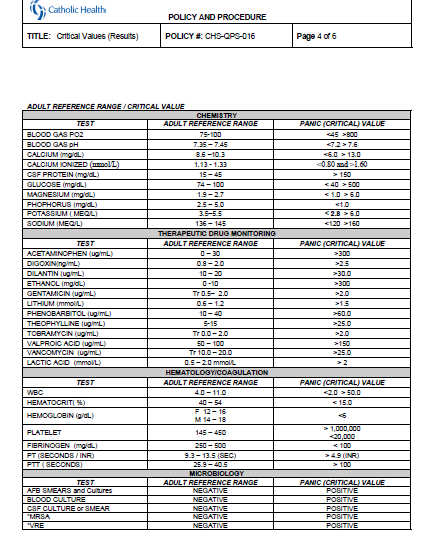 Catholic Health
POLICY AND PROCEDURE
TITLE: Critical Values (Results) POLICY #: CHS-QPS-016 Page 4 of 6
ADULT REFERENCE RANGE / CRITICAL VALUE
CHEMISTRY
TEST ADULT REFERENCE RANGE PANIC (CRITICAL) VALUE
BLOOD GAS PO2 75-100 <45 >800
BLOOD GAS pH 7.35 – 7.45 <7.2 > 7.6
CALCIUM (mg/dL) 8.6 –10.3 <6.0 > 13.0
CALCIUM IONIZED (mmol/L) 1.13 - 1.33 <0.80 and >1.60
CSF PROTEIN (mg/dL) 15 – 45 > 150
GLUCOSE (mg/dL) 74 – 100 < 40 > 500
MAGNESIUM (mg/dL) 1.9 – 2.7 < 1.0 > 6.0
PHOPHORUS (mg/dL) 2.5 – 5.0 <1.0
POTASSIUM ( MEQ/L) 3.5-5.5 < 2.8 > 6.0
SODIUM (MEQ/L) 136 – 145 <120 >160
THERAPEUTIC DRUG MONITORING
TEST ADULT REFERENCE RANGE PANIC (CRITICAL) VALUE
ACETAMINOPHEN (ug/mL) 0 – 30 >300
DIGOXIN(ng/mL) 0.8 – 2.0 >2.5
DILANTIN (ug/mL) 10 – 20 >30.0
ETHANOL (mg/dL) 0 -10 >300
GENTAMICIN (ug/mL) Tr 0.5– 2.0 >2.0
LITHIUM (mmol/L) 0.6 – 1.2 >1.5
PHENOBARBITOL (ug/mL) 10 – 40 >60.0
THEOPHYLLINE (ug/mL) 5-15 >25.0
TOBRAMYCIN (ug/mL) Tr 0.0 – 2.0 >2.0
VALPROIC ACID (ug/mL) 50 – 100 >150
VANCOMYCIN (ug/mL) Tr 10.0 – 20.0 >25.0
LACTIC ACID (mmol/L) 0.5 – 2.0 mmol/L > 2
HEMATOLOGY/COAGULATION
TEST ADULT REFERENCE RANGE PANIC (CRITICAL) VALUE
WBC 4.0 – 11.0 <2.0 > 50.0
HEMATOCRIT( %) 40 – 54 < 15.0
HEMOGLOBIN (g/dL) F 12 – 16 <6
M 14 – 18
PLATELET 145 – 450 > 1,000,000
<20,000
FIBRINOGEN (mg/dL) 250 – 500 < 100
PT (SECONDS / INR) 9.3 – 13.5 (SEC) > 4.9 (INR)
PTT ( SECONDS) 25.9 – 40.5 > 100
MICROBIOLOGY
TEST ADULT REFERENCE RANGE PANIC (CRITICAL) VALUE
AFB SMEARS and Cultures NEGATIVE POSITIVE
BLOOD CULTURE NEGATIVE POSITIVE
CSF CULTURE or SMEAR NEGATIVE POSITIVE
*MRSA NEGATIVE POSITIVE
*VRE NEGATIVE POSITIVE